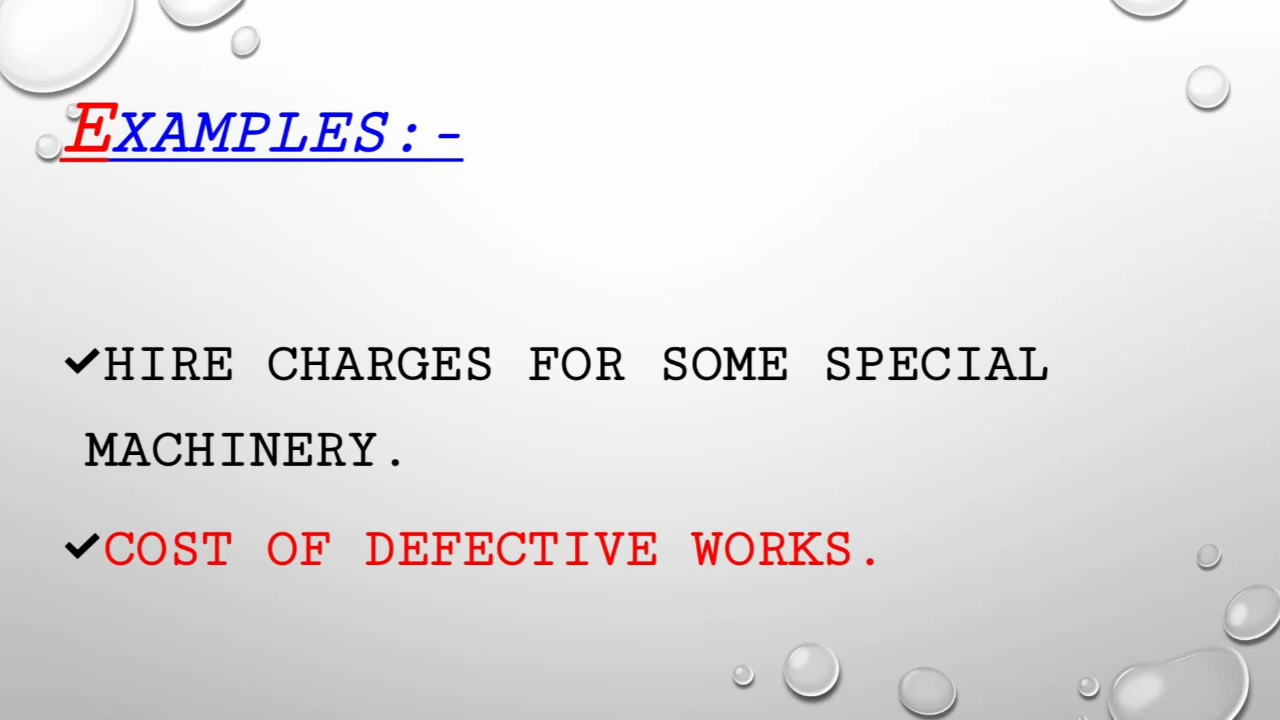 EXAMPLES:-
✔HIRE CHARGES FOR SOME SPECIAL
MACHINERY.
✔COST OF DEFECTIVE WORKS.